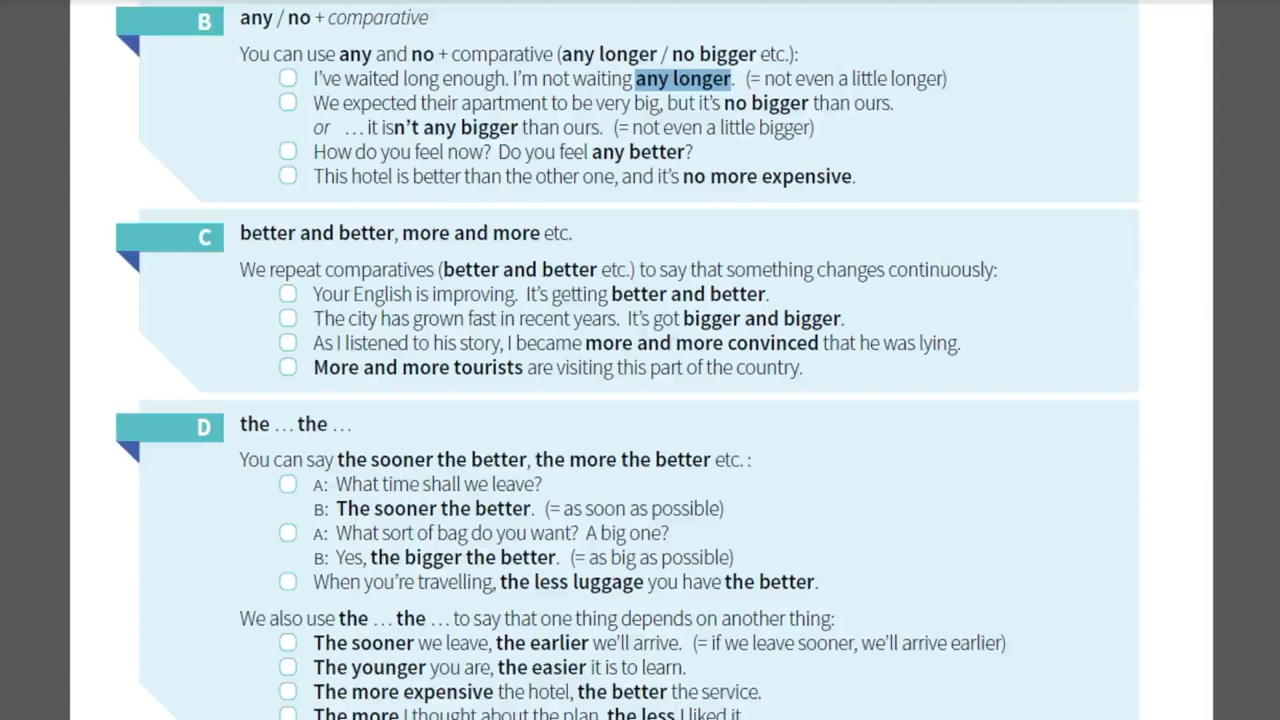 B any / no + comparative
You can use any and no + comparative (any longer / no bigger etc.):
I’ve waited long enough. I’m not waiting any longer. (= not even a little longer)
We expected their apartment to be very big, but it’s no bigger than ours.
or … it isn’t any bigger than ours. (= not even a little bigger)
How do you feel now? Do you feel any better?
This hotel is better than the other one, and it’s no more expensive.
C better and better, more and more etc.
We repeat comparatives (better and better etc.) to say that something changes continuously:
Your English is improving. It’s getting better and better.
The city has grown fast in recent years. It’s got bigger and bigger.
As I listened to his story, I became more and more convinced that he was lying.
More and more tourists are visiting this part of the country.
D the … the …
You can say the sooner the better, the more the better etc. :
A: What time shall we leave?
B: The sooner the better. (= as soon as possible)
A: What sort of bag do you want? A big one?
B: Yes, the bigger the better. (= as big as possible)
When you’re travelling, the less luggage you have the better.
We also use the … the … to say that one thing depends on another thing:
The sooner we leave, the earlier we’ll arrive. (= if we leave sooner, we’ll arrive earlier)
The younger you are, the easier it is to learn.
The more expensive the hotel, the better the service.
The more I thought about the plan, the less I liked it.